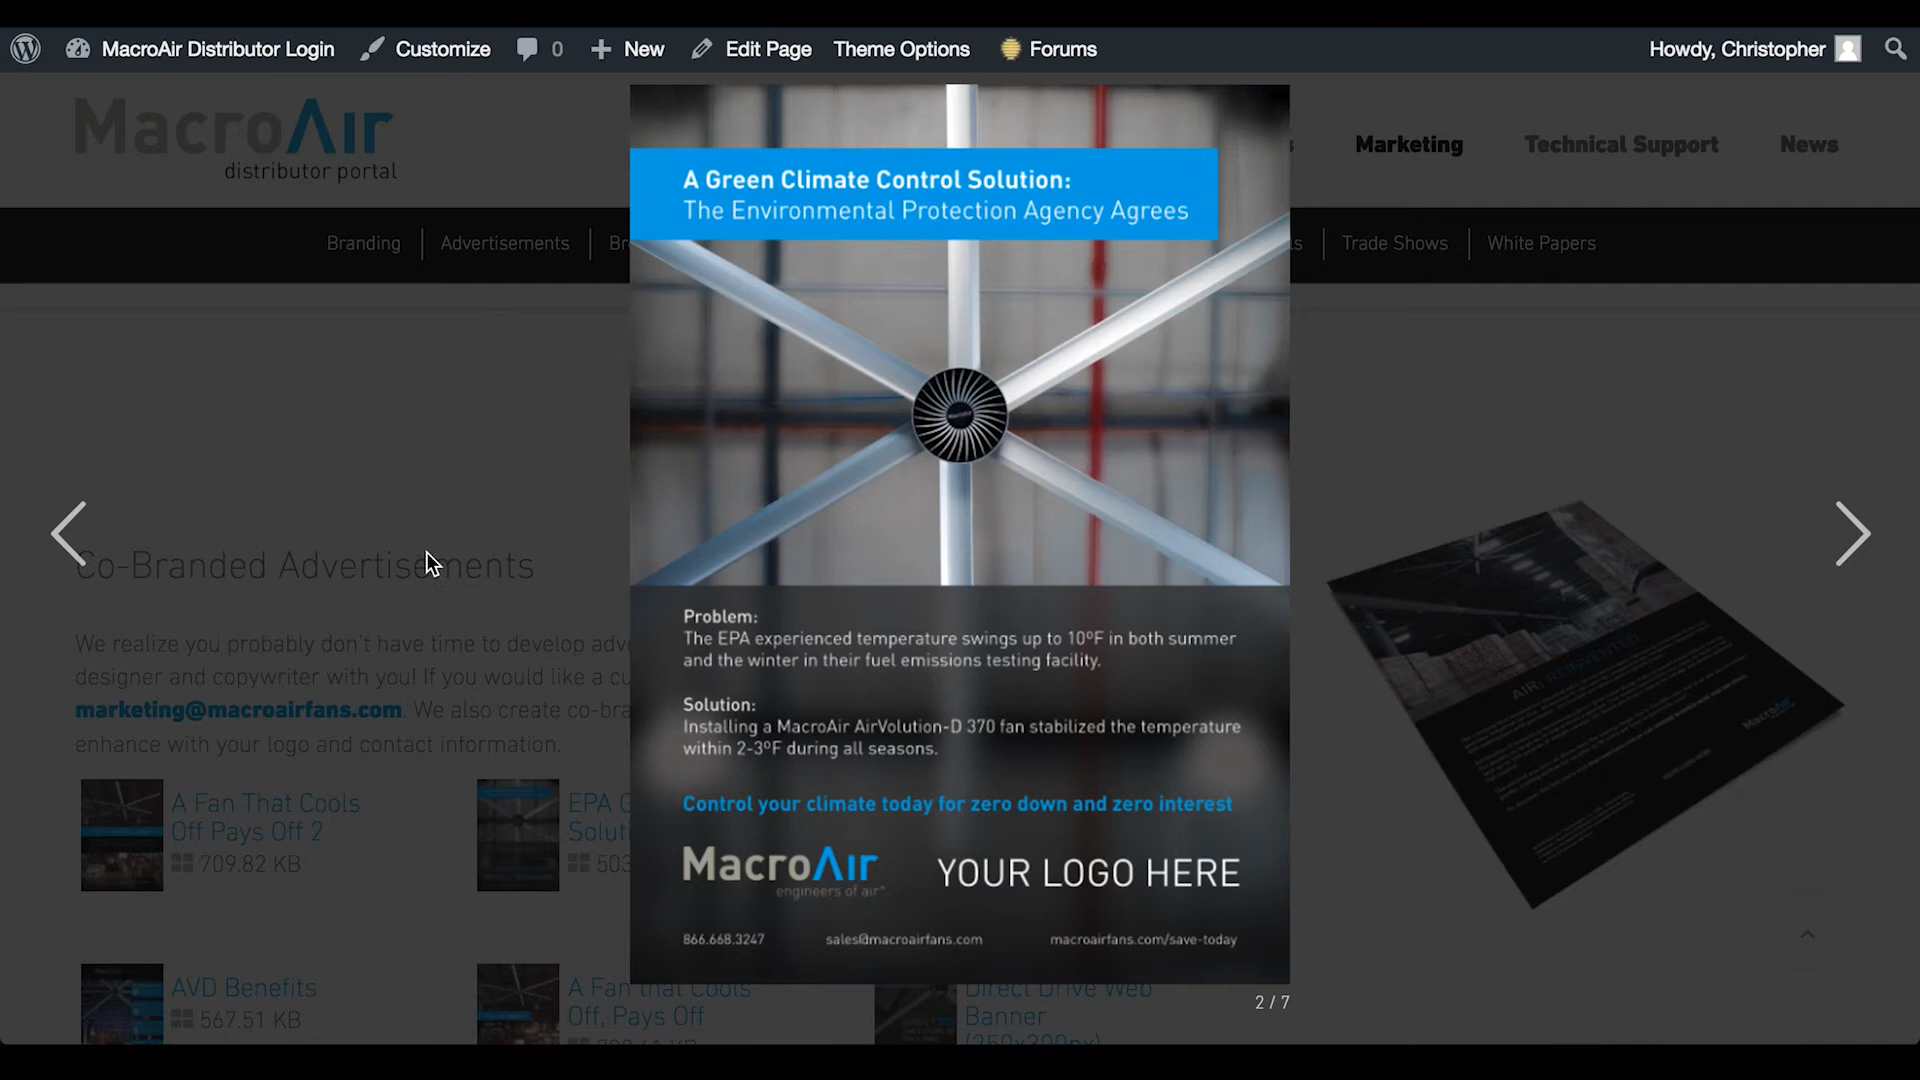 MacroAir Distributor Login Customize 0 New Edit Page Theme Options Forums Howdy, Christopher
MacroAir
distributor portal
Marketing Technical Support News
Branding Advertisements Trade Shows White Papers
A Green Climate Control Solution:
The Environmental Protection Agency Agrees
Co-Branded Advertisements
We realize you probably don't have time to develop
designer and copywriter with you! If you would like a
marketing@macroairfans.com. We also create
enhance with your logo and contact information.
A Fan That Cools
Off Pays Off 2
709.82 KB
EPA
AVD Benefits
567.51 KB
A Fan that Cools
Off, Pays Off
Direct Drive Web
Banner
(250x300px)
Problem:
The EPA experienced temperature swings up to 10ºF in both summer
and the winter in their fuel emissions testing facility.
Solution:
Installing a MacroAir AirVolution-D 370 fan stabilized the temperature
within 2-3ºF during all seasons.
Control your climate today for zero down and zero interest
MacroAir
engineers of air™
YOUR LOGO HERE
866.668.3247 sales@macroairfans.com macroairfans.com/save-today
2 / 7
AIR: REINVENTED
MacroAir